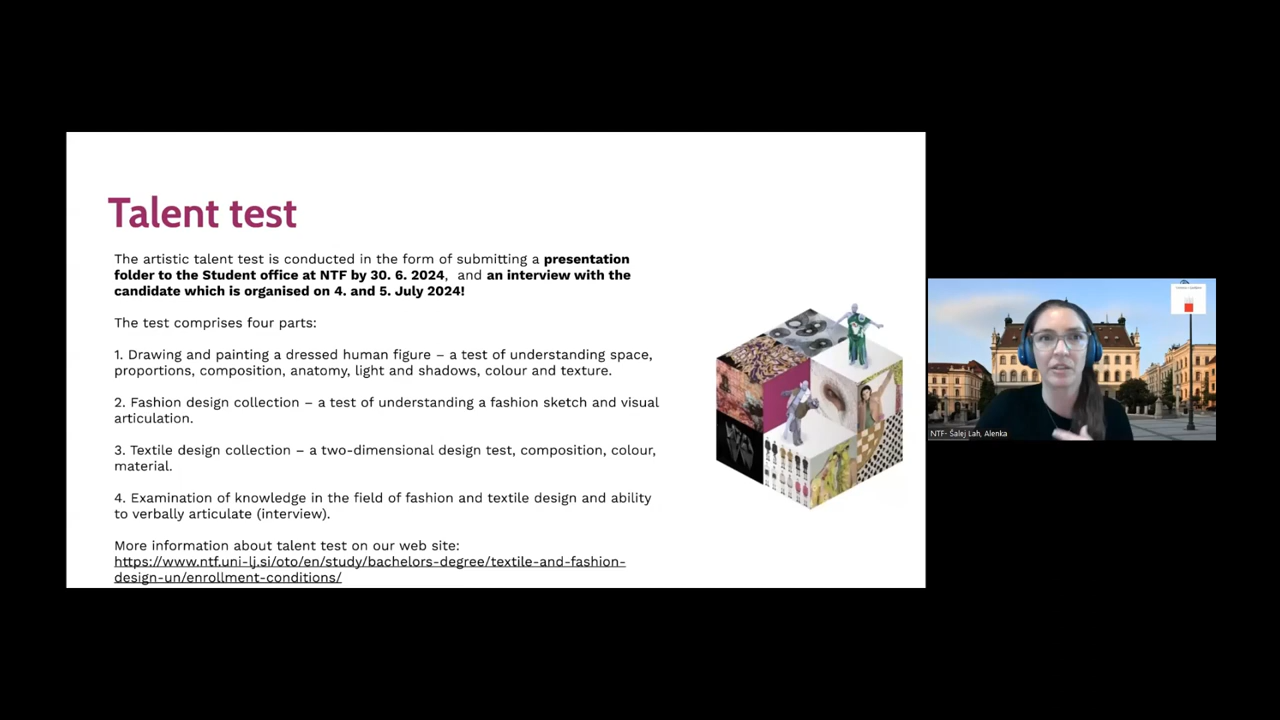 Talent test
The artistic talent test is conducted in the form of submitting a presentation
folder to the Student office at NTF by 30. 6. 2024,  and an interview with the
candidate which is organised on 4. and 5. July 2024!
The test comprises four parts:
1. Drawing and painting a dressed human figure – a test of understanding space,
proportions, composition, anatomy, light and shadows, colour and texture.
2. Fashion design collection – a test of understanding a fashion sketch and visual
articulation.
3. Textile design collection – a two-dimensional design test, composition, colour,
material.
4. Examination of knowledge in the field of fashion and textile design and ability
to verbally articulate (interview).
More information about talent test on our web site:
https://www.ntf.uni-lj.si/oto/en/study/bachelors-degree/textile-and-fashion-
design-un/enrollment-conditions/
NTF- Šalej Lah, Alenka